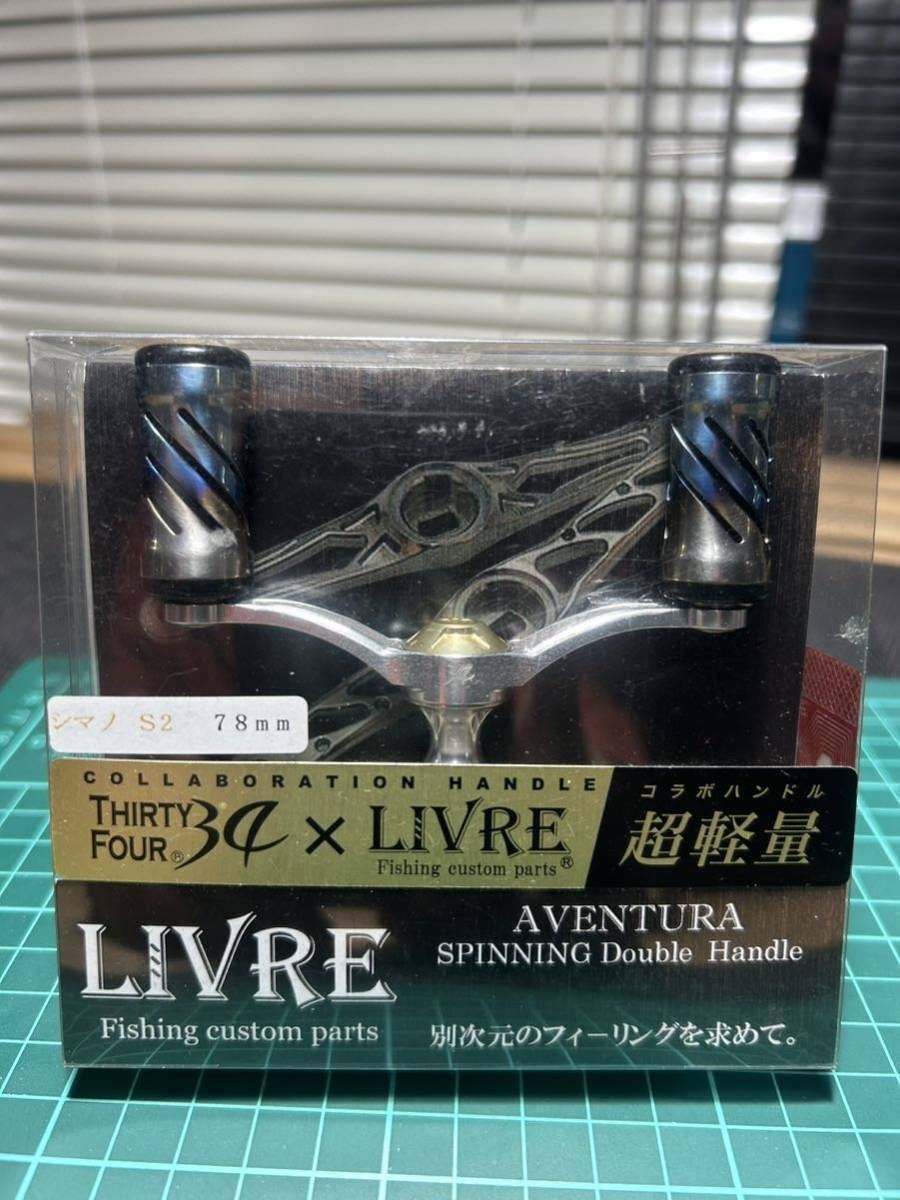 シマノ S2 78mm
COLLABORATION HANDLE
THIRTY FOUR® 34 × LIVRE
Fishing custom parts®
コラボハンドル
超軽量
LIVRE
Fishing custom parts
AVENTURA
SPINNING Double Handle
別次元のフィーリングを求めて。